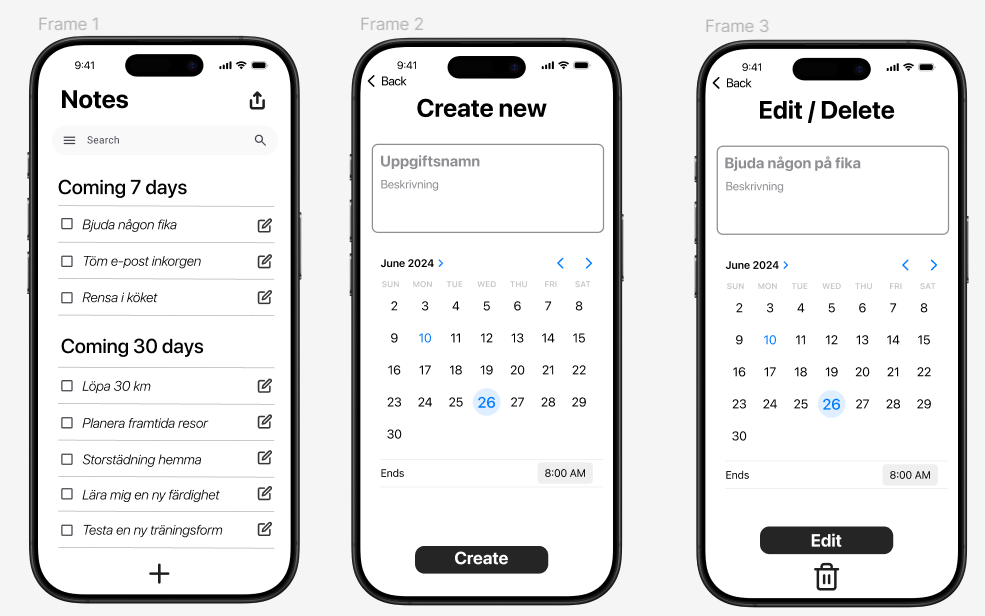 Frame 1
9:41
Notes
Search
Coming 7 days
Bjuda någon fika
Töm e-post inkorgen
Rensa i köket
Coming 30 days
Löpa 30 km
Planera framtida resor
Storstädning hemma
Lära mig en ny färdighet
Testa en ny träningsform
Frame 2
9:41
Back
Create new
Uppgiftsnamn
Beskrivning
June 2024
SUN MON TUE WED THU FRI SAT
2 3 4 5 6 7 8
9 10 11 12 13 14 15
16 17 18 19 20 21 22
23 24 25 26 27 28 29
30
Ends 8:00 AM
Create
Frame 3
9:41
Back
Edit / Delete
Bjuda någon på fika
Beskrivning
June 2024
SUN MON TUE WED THU FRI SAT
2 3 4 5 6 7 8
9 10 11 12 13 14 15
16 17 18 19 20 21 22
23 24 25 26 27 28 29
30
Ends 8:00 AM
Edit